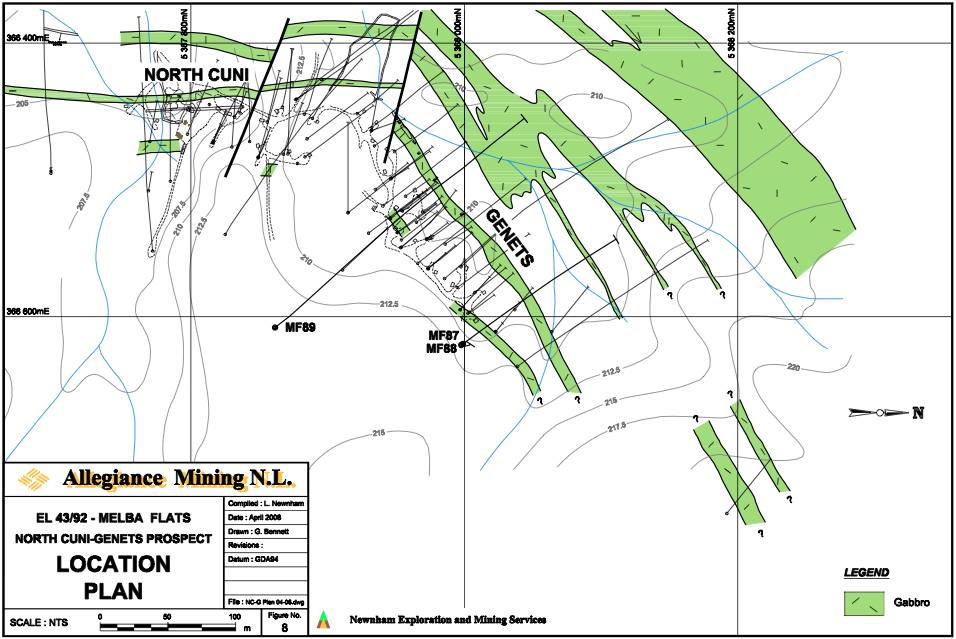 366 400mE
5 367 800mN
5 368 000mN
5 368 200mN
NORTH CUNI
212.5
210
210
205
207.5
207.5
210
212.5
210
210
GENETS
212.5
366 600mE
MF89
MF87
MF88
?
?
?
?
?
212.5
215
217.5
220
215
?
?
?
?
N
Allegiance Mining N.L.
EL 43/92 - MELBA FLATS
NORTH CUNI-GENETS PROSPECT
LOCATION
PLAN
Compiled : L. Newnham
Date : April 2008
Drawn : G. Bennett
Revisions :
Datum : GDA94
File : NC-G Plan 04-08.dwg
SCALE : NTS
0 50 100
m
Figure No.
8
Newnham Exploration and Mining Services
LEGEND
Gabbro